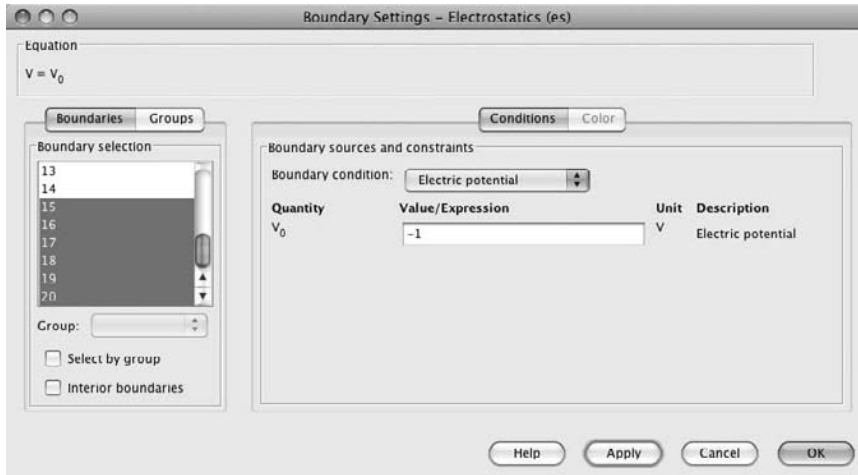 Boundary Settings – Electrostatics (es)
Equation
V = V0
Boundaries Groups
Boundary selection
13
14
15
16
17
18
19
20
Group:
Select by group
Interior boundaries
Conditions Color
Boundary sources and constraints
Boundary condition: Electric potential
Quantity Value/Expression Unit Description
V0 -1 V Electric potential
Help Apply Cancel OK